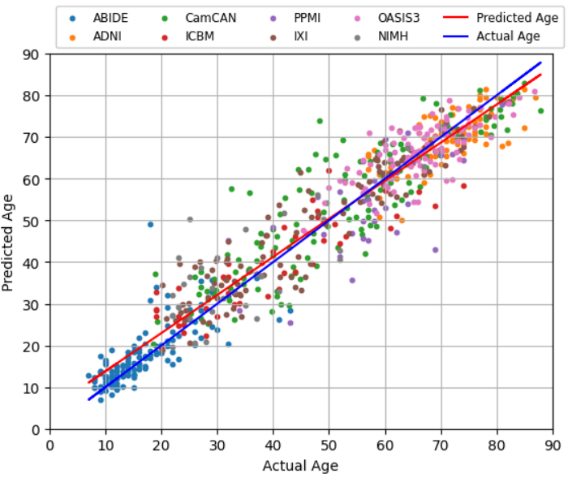 ABIDE CamCAN PPMI OASIS3 Predicted Age
ADNI ICBM IXI NIMH Actual Age
90
80
70
60
50
40
30
20
10
0
Predicted Age
0 10 20 30 40 50 60 70 80 90
Actual Age